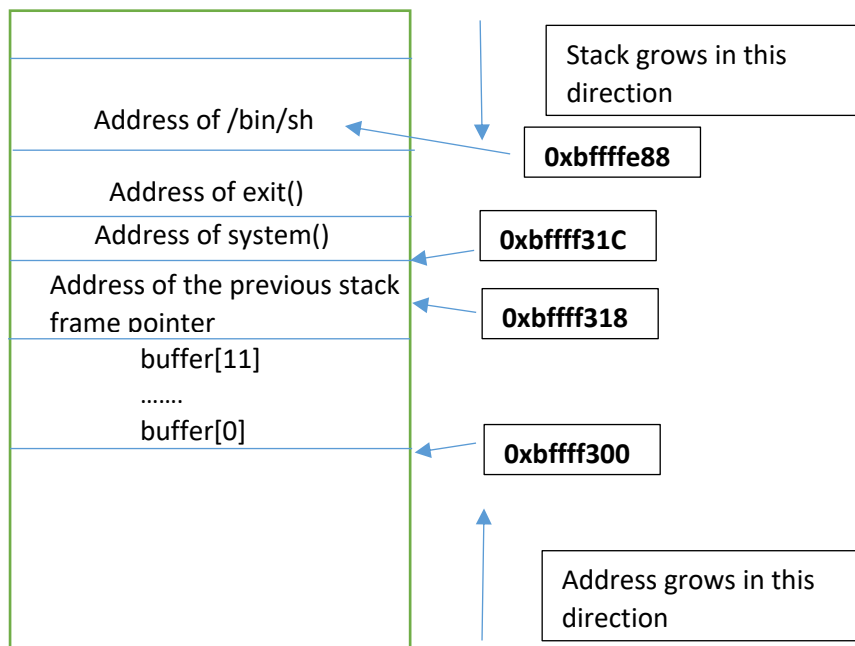 Stack grows in this
direction
Address of /bin/sh
0xbffffe88
Address of exit()
Address of system()
0xbffff31C
Address of the previous stack
frame pointer
0xbffff318
buffer[11]
…….
buffer[0]
0xbffff300
Address grows in this
direction